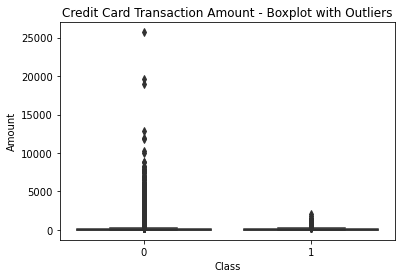 Credit Card Transaction Amount - Boxplot with Outliers
25000
20000
15000
10000
5000
0
Amount
0 1
Class